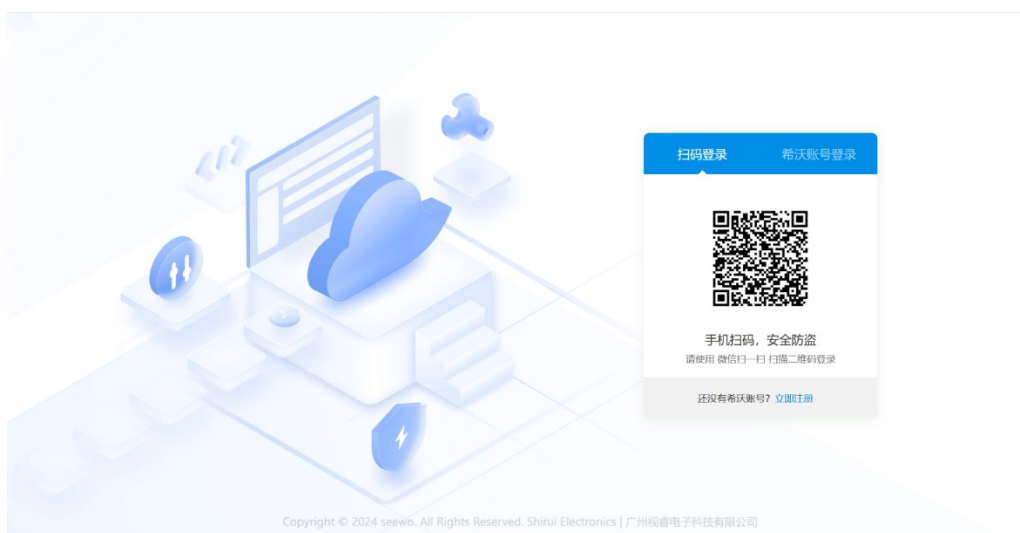 扫码登录
希沃账号登录
手机扫码，安全防盗
请使用 微信扫一扫 扫描二维码登录
还没有希沃账号? 立即注册
Copyright © 2024 seewo. All Rights Reserved. Shirui Electronics | 广州视睿电子科技有限公司